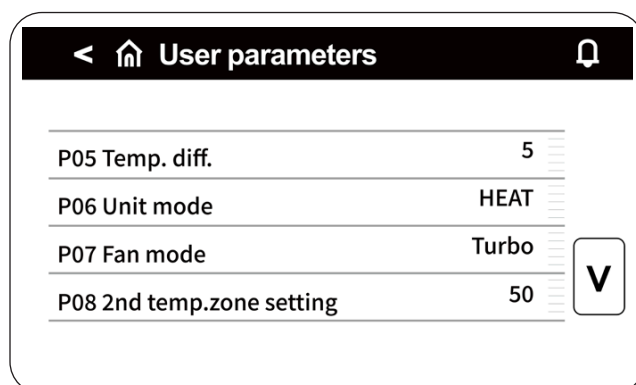 < User parameters
P05 Temp. diff. 5
P06 Unit mode HEAT
P07 Fan mode Turbo
P08 2nd temp.zone setting 50
V